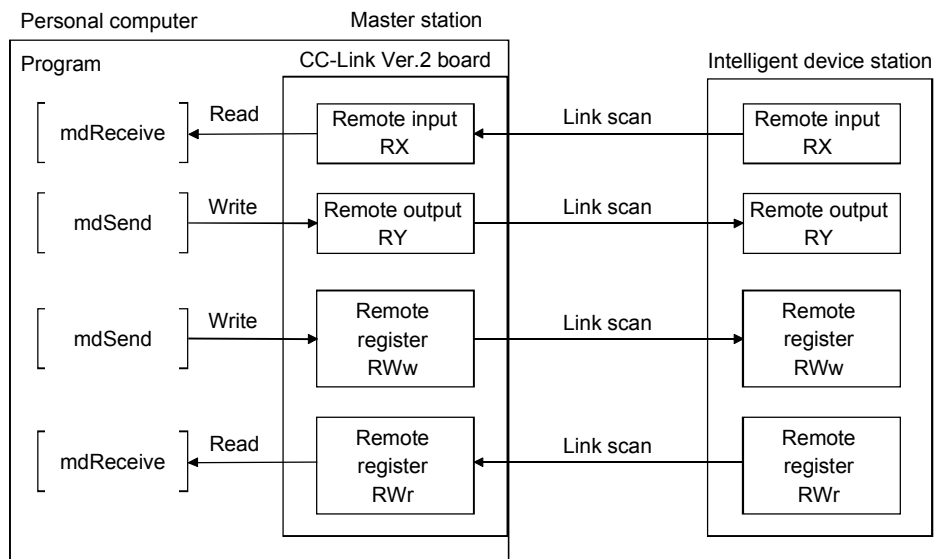 Personal computer
Master station
Program
CC-Link Ver.2 board
Intelligent device station
mdReceive
Read
Remote input
RX
Link scan
Remote input
RX
mdSend
Write
Remote output
RY
Link scan
Remote output
RY
mdSend
Write
Remote
register
RWw
Link scan
Remote
register
RWw
mdReceive
Read
Remote
register
RWr
Link scan
Remote
register
RWr